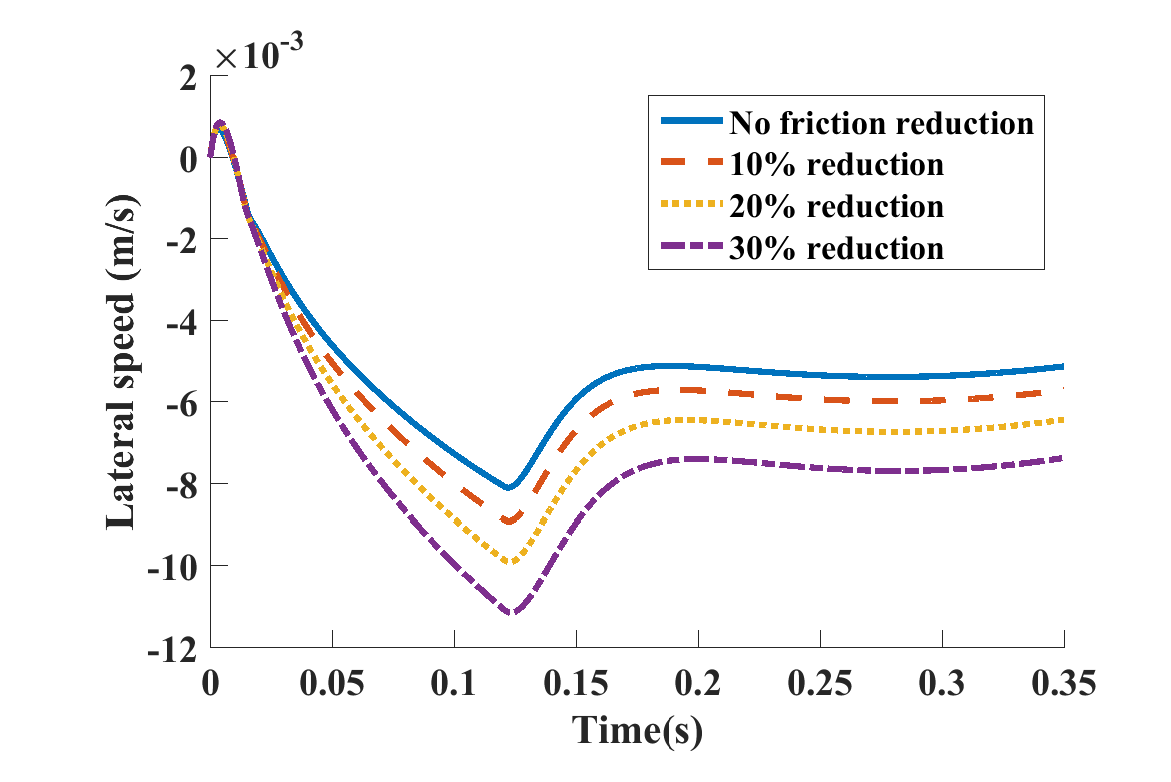 ×10-3
2
0
-2
-4
-6
-8
-10
-12
Lateral speed (m/s)
No friction reduction
10% reduction
20% reduction
30% reduction
0 0.05 0.1 0.15 0.2 0.25 0.3 0.35
Time(s)